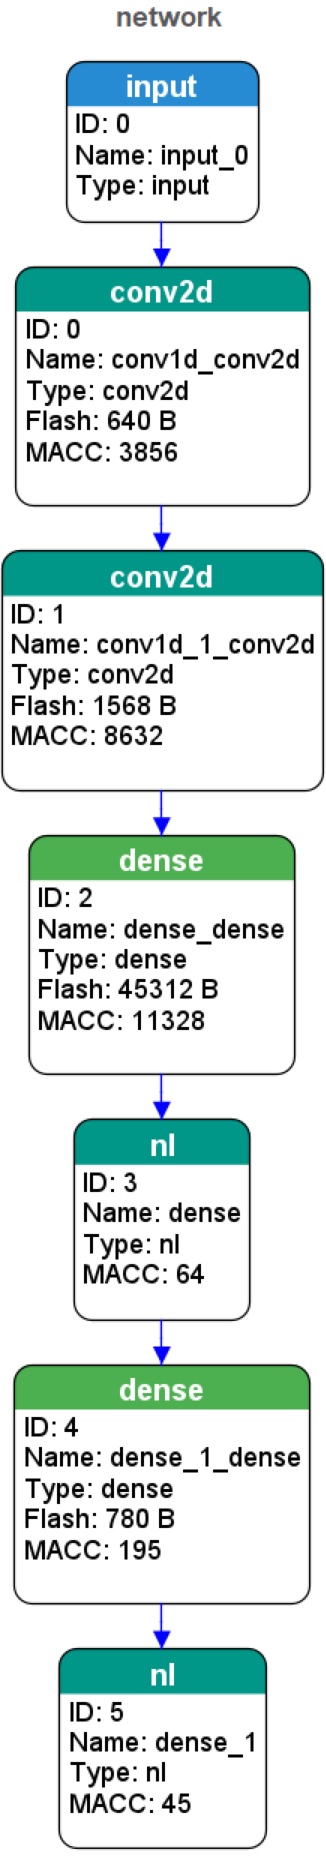 network
input
ID: 0
Name: input_0
Type: input
conv2d
ID: 0
Name: conv1d_conv2d
Type: conv2d
Flash: 640 B
MACC: 3856
conv2d
ID: 1
Name: conv1d_1_conv2d
Type: conv2d
Flash: 1568 B
MACC: 8632
dense
ID: 2
Name: dense_dense
Type: dense
Flash: 45312 B
MACC: 11328
nl
ID: 3
Name: dense
Type: nl
MACC: 64
dense
ID: 4
Name: dense_1_dense
Type: dense
Flash: 780 B
MACC: 195
nl
ID: 5
Name: dense_1
Type: nl
MACC: 45